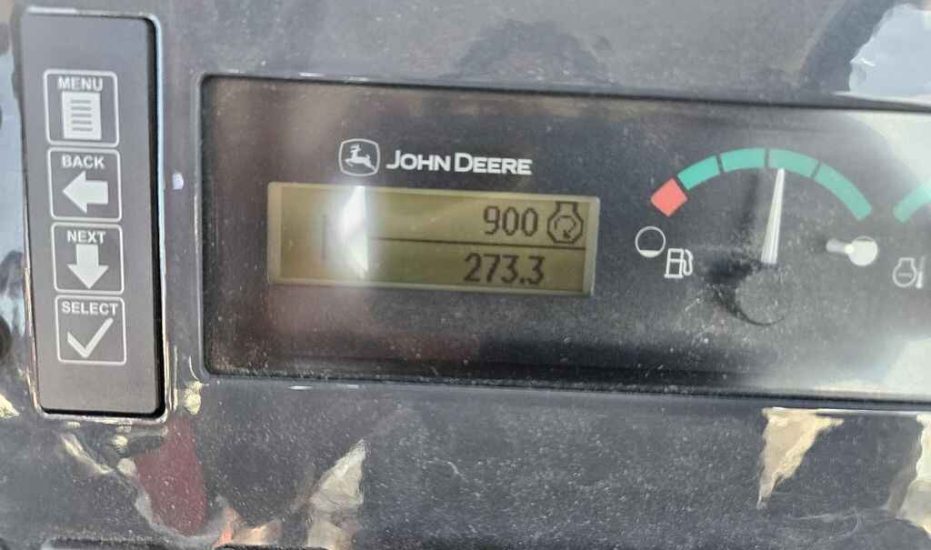 MENU
BACK
NEXT
SELECT
JOHN DEERE
900
273.3